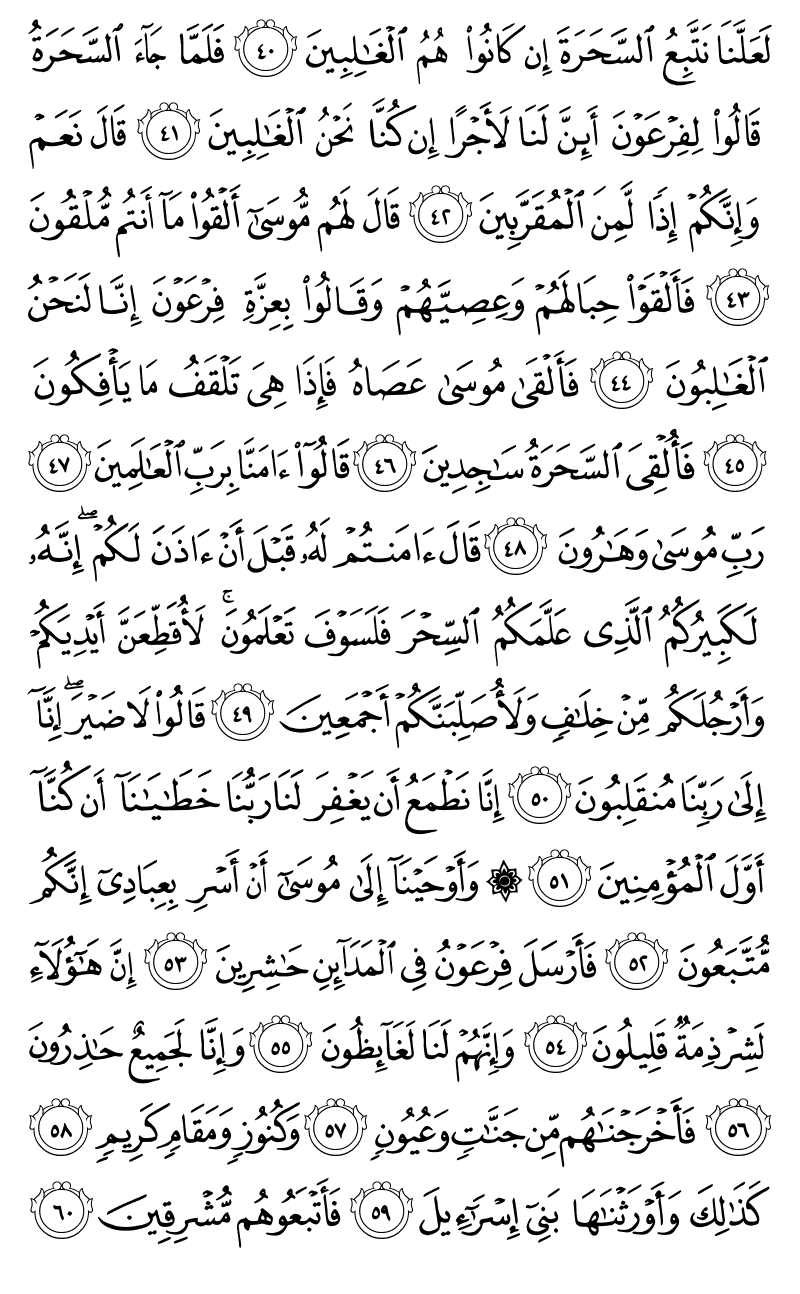 لَعَلَّنَا نَتَّبِعُ ٱلسَّحَرَةَ إِن كَانُوا۟ هُمُ ٱلْغَـٰلِبِينَ ٤٠ فَلَمَّا جَآءَ ٱلسَّحَرَةُ
قَالُوا۟ لِفِرْعَوْنَ أَئِنَّ لَنَا لَأَجْرًا إِن كُنَّا نَحْنُ ٱلْغَـٰلِبِينَ ٤١ قَالَ نَعَمْ
وَإِنَّكُمْ إِذًا لَّمِنَ ٱلْمُقَرَّبِينَ ٤٢ قَالَ لَهُم مُّوسَىٰٓ أَلْقُوا۟ مَآ أَنتُم مُّلْقُونَ
٤٣ فَأَلْقَوْا۟ حِبَالَهُمْ وَعِصِيَّهُمْ وَقَالُوا۟ بِعِزَّةِ فِرْعَوْنَ إِنَّا لَنَحْنُ
ٱلْغَـٰلِبُونَ ٤٤ فَأَلْقَىٰ مُوسَىٰ عَصَاهُ فَإِذَا هِىَ تَلْقَفُ مَا يَأْفِكُونَ
٤٥ فَأُلْقِىَ ٱلسَّحَرَةُ سَـٰجِدِينَ ٤٦ قَالُوٓا۟ ءَامَنَّا بِرَبِّ ٱلْعَـٰلَمِينَ ٤٧
رَبِّ مُوسَىٰ وَهَـٰرُونَ ٤٨ قَالَ ءَامَنتُمْ لَهُۥ قَبْلَ أَنْ ءَاذَنَ لَكُمْ ۖ إِنَّهُۥ
لَكَبِيرُكُمُ ٱلَّذِى عَلَّمَكُمُ ٱلسِّحْرَ فَلَسَوْفَ تَعْلَمُونَ ۚ لَأُقَطِّعَنَّ أَيْدِيَكُمْ
وَأَرْجُلَكُم مِّنْ خِلَـٰفٍ وَلَأُصَلِّبَنَّكُمْ أَجْمَعِينَ ٤٩ قَالُوا۟ لَا ضَيْرَ ۖ إِنَّآ
إِلَىٰ رَبِّنَا مُنقَلِبُونَ ٥٠ إِنَّا نَطْمَعُ أَن يَغْفِرَ لَنَا رَبُّنَا خَطَـٰيَـٰنَآ أَن كُنَّآ
أَوَّلَ ٱلْمُؤْمِنِينَ ٥١ ۞ وَأَوْحَيْنَآ إِلَىٰ مُوسَىٰٓ أَنْ أَسْرِ بِعِبَادِىٓ إِنَّكُم
مُّتَّبَعُونَ ٥٢ فَأَرْسَلَ فِرْعَوْنُ فِى ٱلْمَدَآئِنِ حَـٰشِرِينَ ٥٣ إِنَّ هَـٰٓؤُلَآءِ
لَشِرْذِمَةٌ قَلِيلُونَ ٥٤ وَإِنَّهُمْ لَنَا لَغَآئِظُونَ ٥٥ وَإِنَّا لَجَمِيعٌ حَـٰذِرُونَ
٥٦ فَأَخْرَجْنَـٰهُم مِّن جَنَّـٰتٍ وَعُيُونٍ ٥٧ وَكُنُوزٍ وَمَقَامٍ كَرِيمٍ ٥٨
كَذَٰلِكَ وَأَوْرَثْنَـٰهَا بَنِىٓ إِسْرَٰٓءِيلَ ٥٩ فَأَتْبَعُوهُم مُّشْرِقِينَ ٦٠